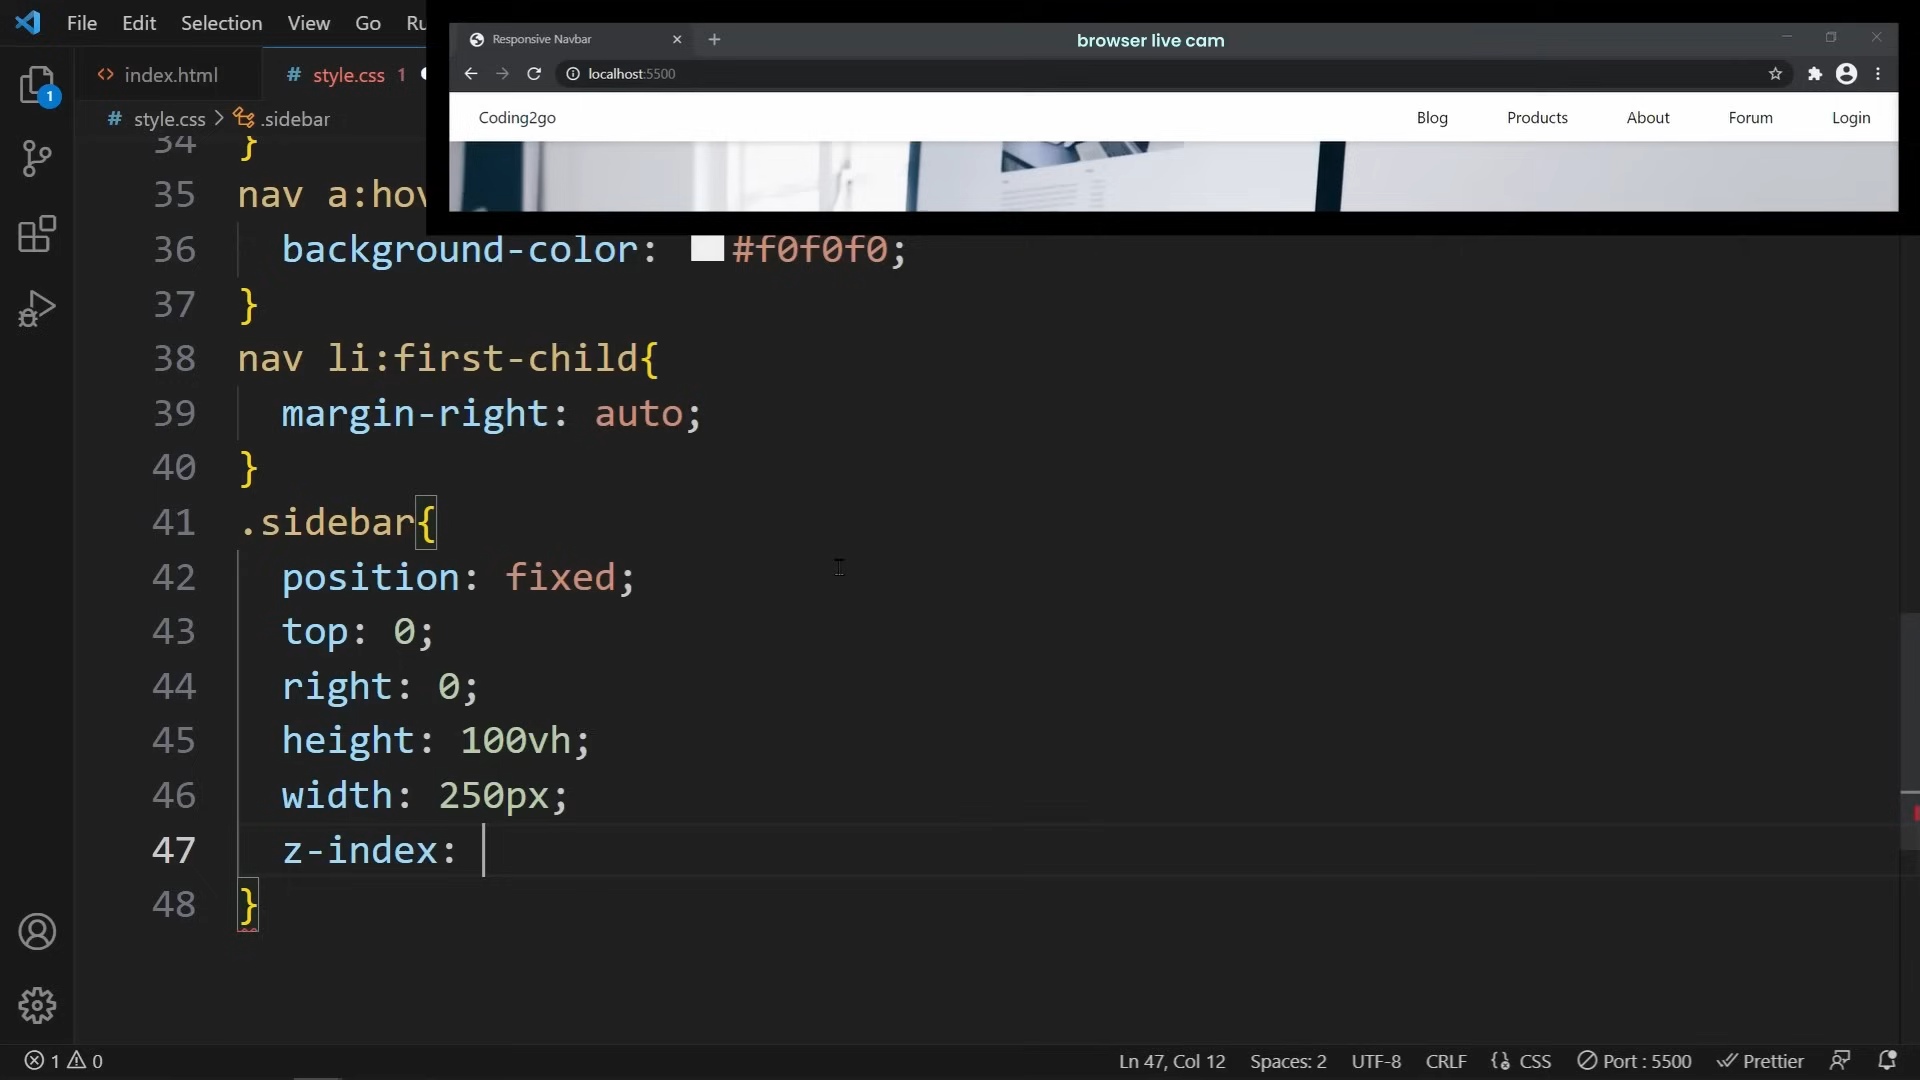 File Edit Selection View Go Ru
Responsive Navbar
browser live cam
localhost:5500
Coding2go Blog Products About Forum Login
index.html
style.css 1
style.css > .sidebar
34 }
35 nav a:hov
36 background-color: #f0f0f0;
37 }
38 nav li:first-child{
39 margin-right: auto;
40 }
41 .sidebar{
42 position: fixed;
43 top: 0;
44 right: 0;
45 height: 100vh;
46 width: 250px;
47 z-index:
48 }
1
1 0 Ln 47, Col 12 Spaces: 2 UTF-8 CRLF CSS Port : 5500 Prettier